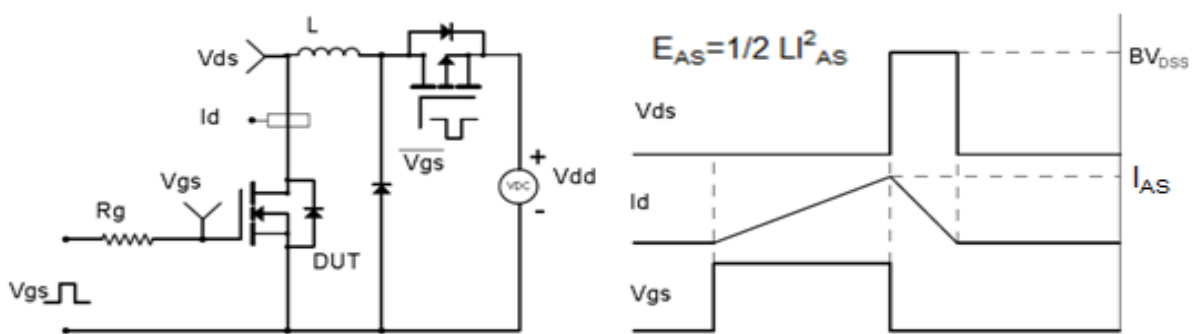 L
Vds
Id
Vgs
Vgs
Rg
DUT
Vgs
+
VDC
Vdd
-
E_AS=1/2 LI²_AS
BV_DSS
Vds
I_AS
Id
Vgs